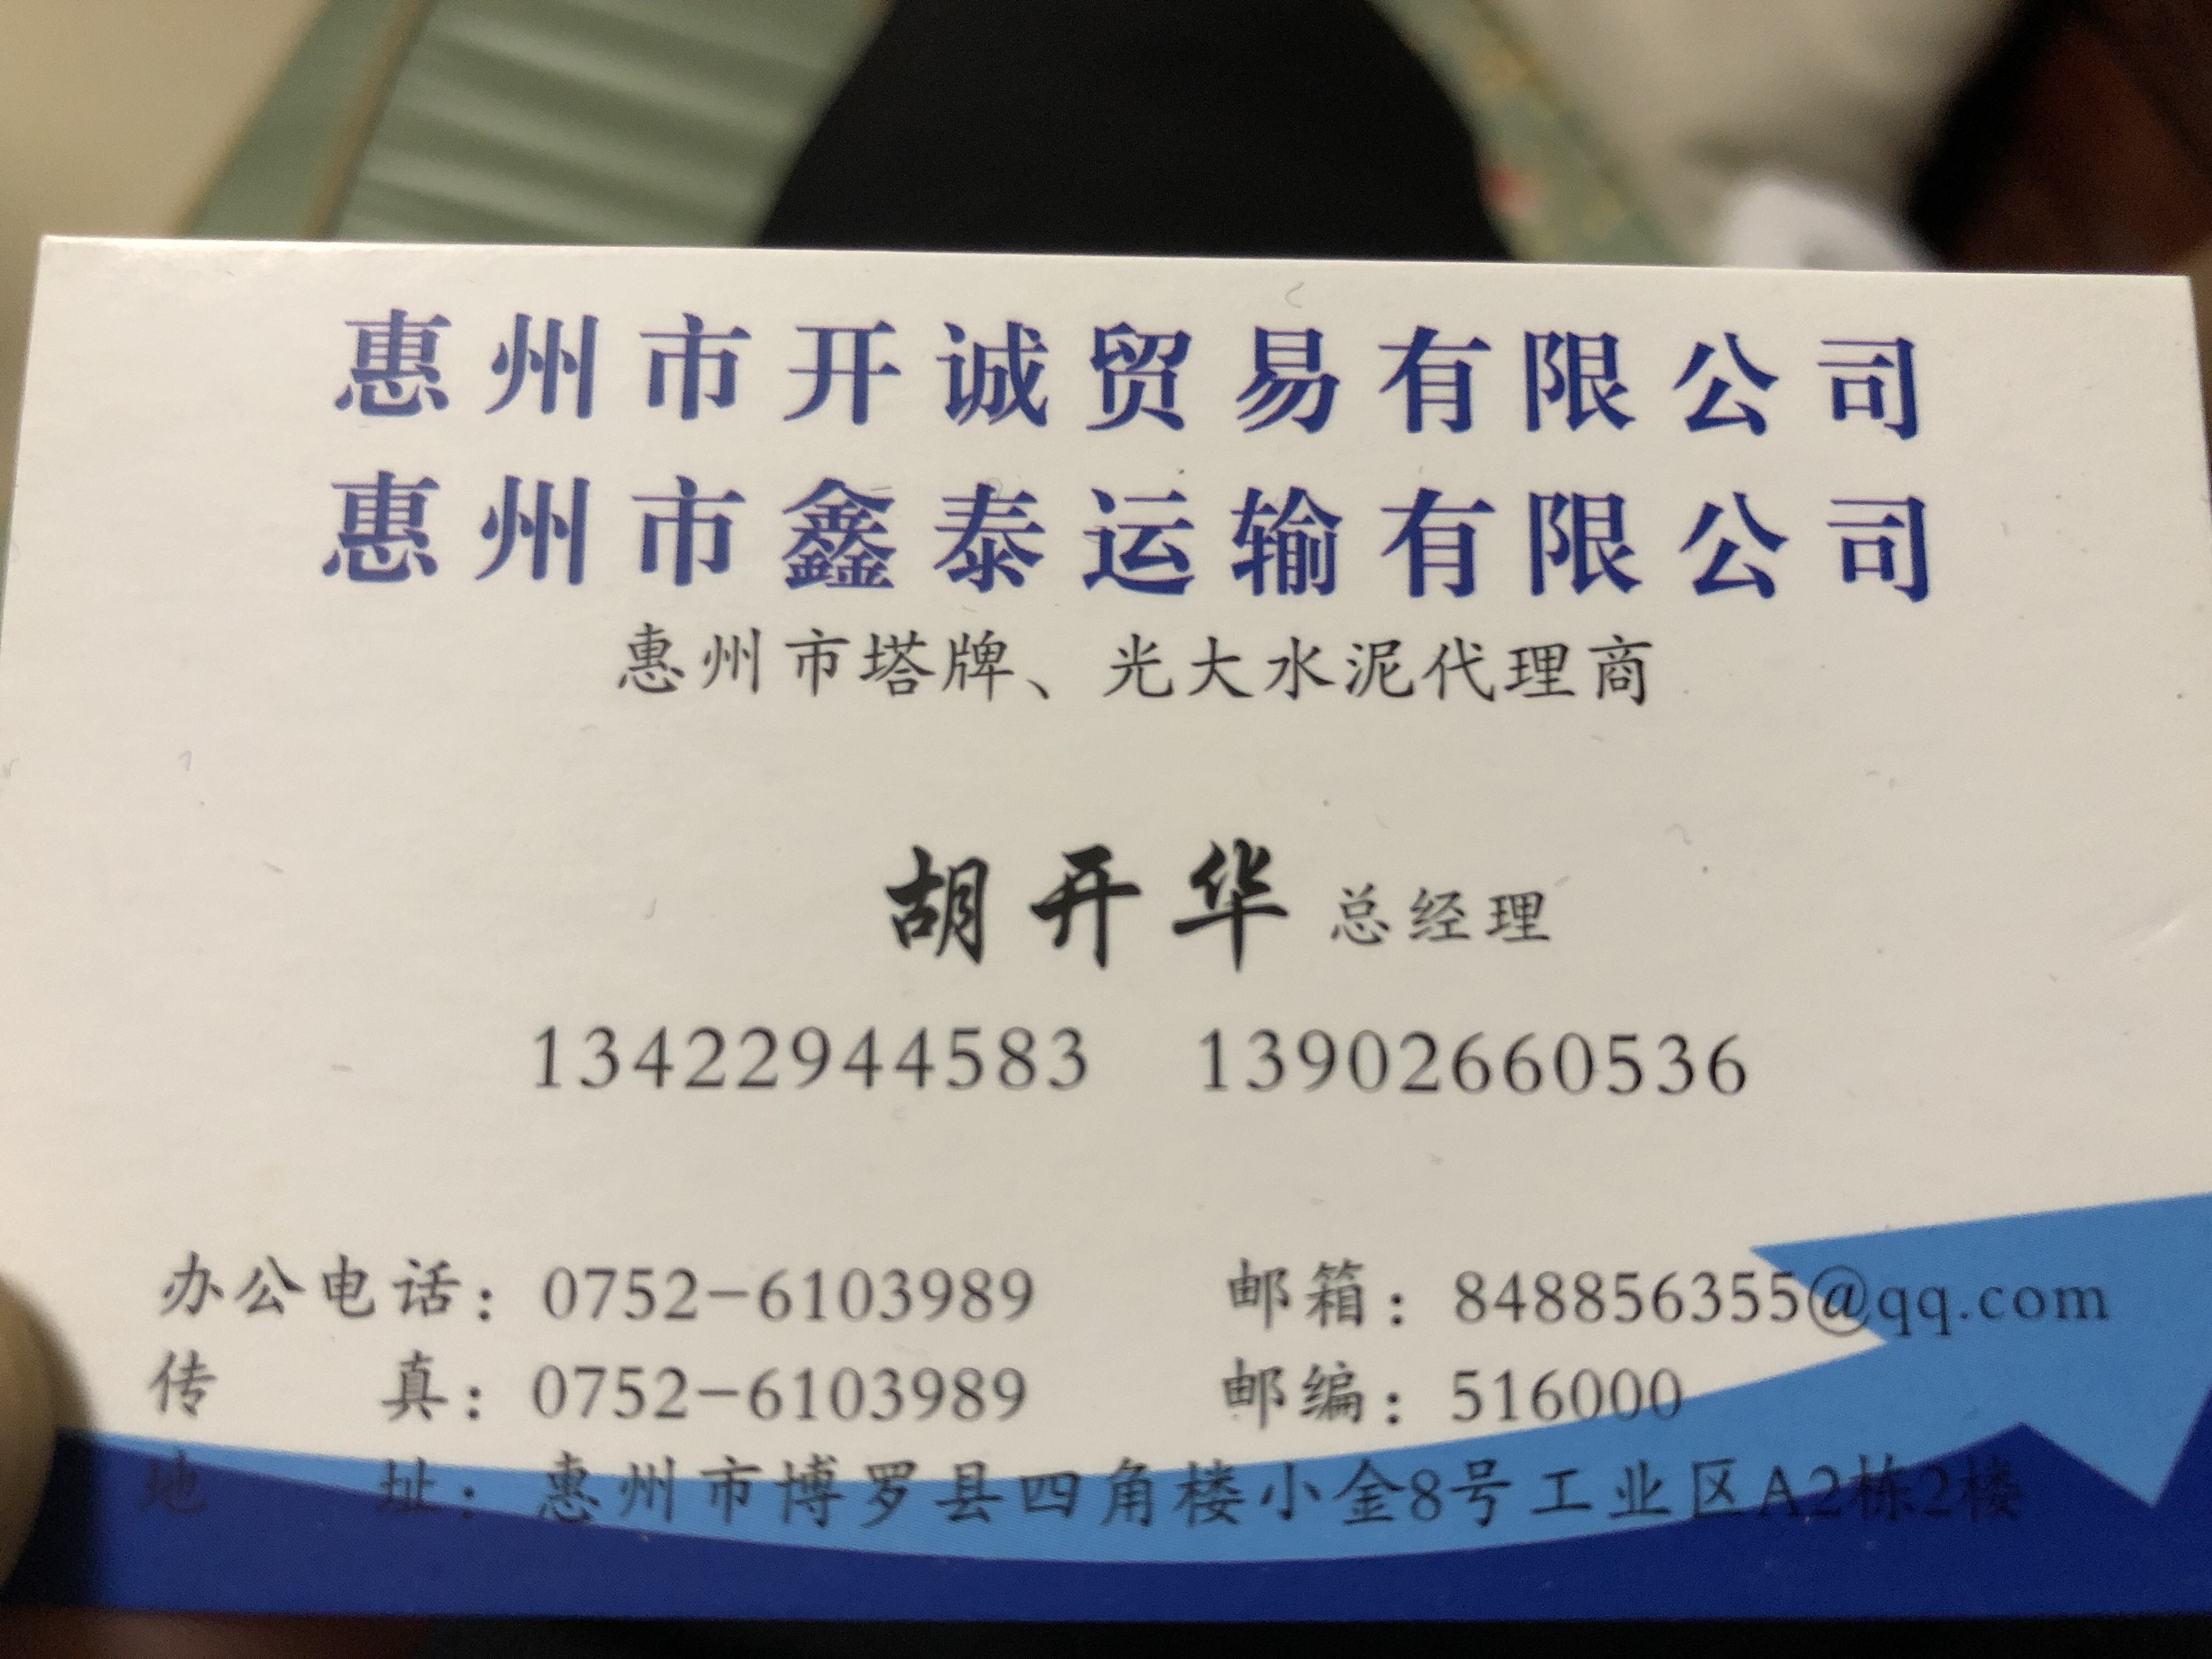 惠州市开诚贸易有限公司
惠州市鑫泰运输有限公司
惠州市塔牌、光大水泥代理商
胡开华 总经理
13422944583 13902660536
办公电话：0752-6103989 邮箱：848856355@qq.com
传真：0752-6103989 邮编：516000
地址：惠州市博罗县四角楼小金8号工业区A2栋2楼